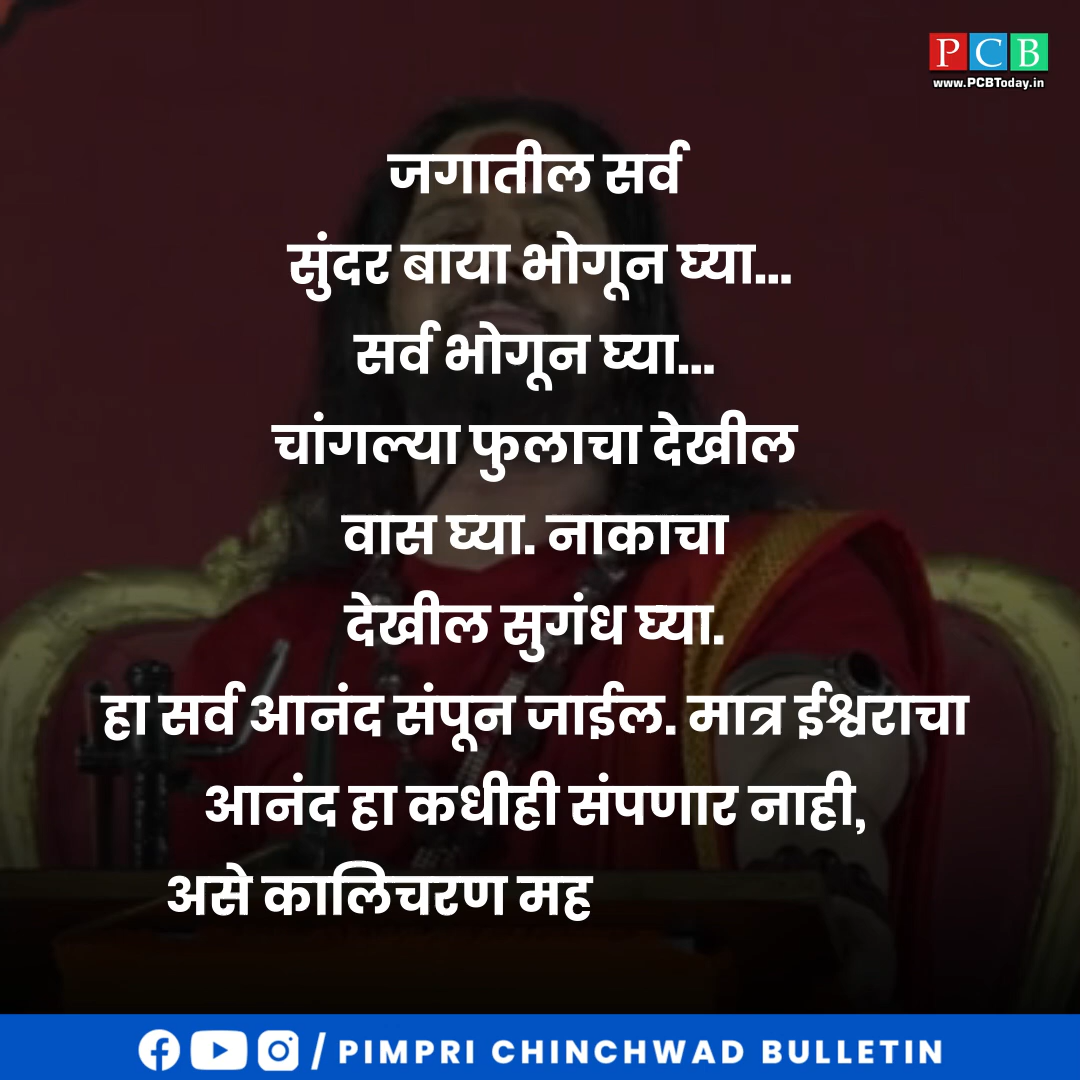 PCB
www.PCBToday.in
जगातील सर्व
सुंदर बाया भोगून घ्या...
सर्व भोगून घ्या...
चांगल्या फुलाचा देखील
वास घ्या. नाकाचा
देखील सुगंध घ्या.
हा सर्व आनंद संपून जाईल. मात्र ईश्वराचा
आनंद हा कधीही संपणार नाही,
असे कालिचरण मह
/ PIMPRI CHINCHWAD BULLETIN